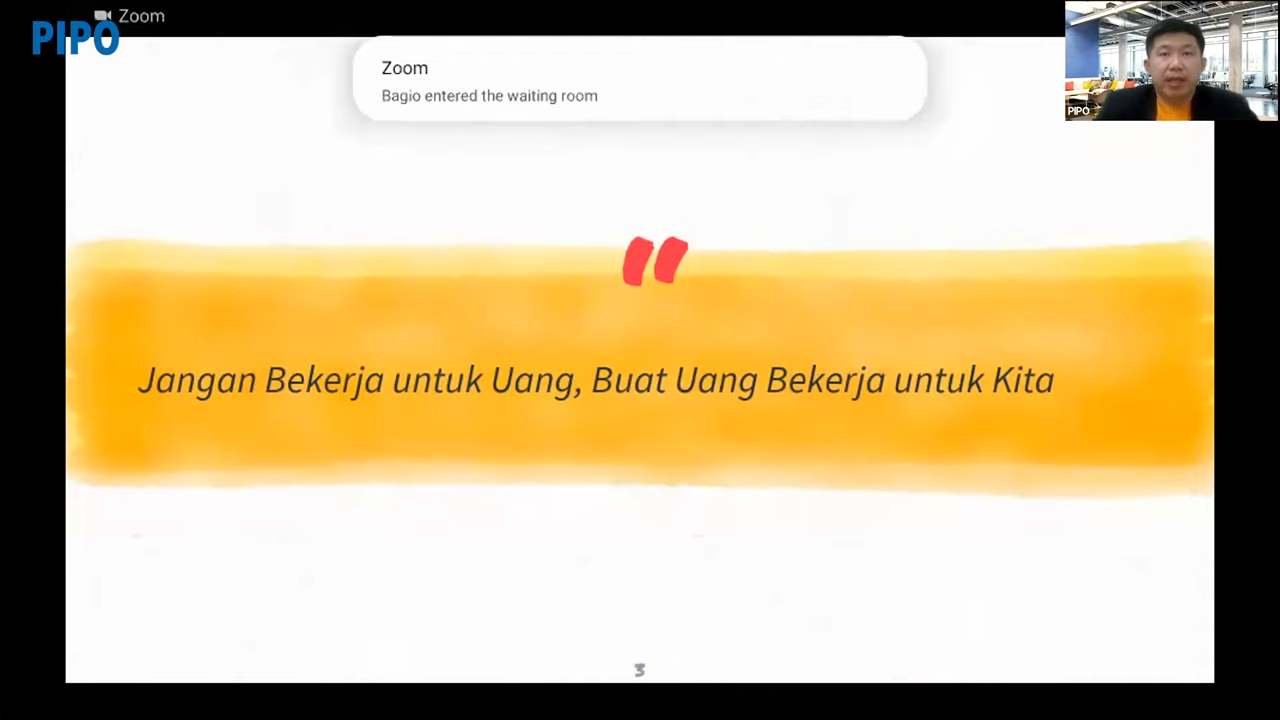 Zoom
PIPO
Zoom
Bagio entered the waiting room
PIPO
"
Jangan Bekerja untuk Uang, Buat Uang Bekerja untuk Kita
3